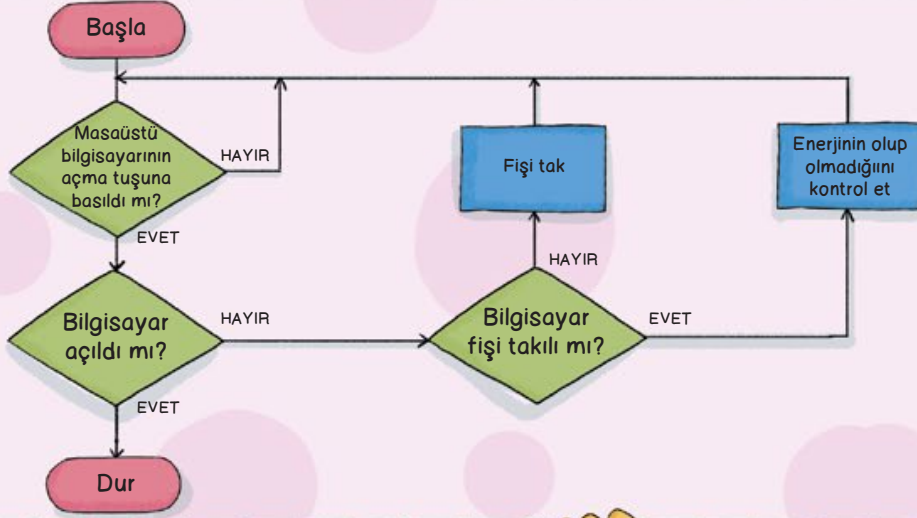 Başla
Masaüstü
bilgisayarının
açma tuşuna
basıldı mı?
HAYIR
EVET
Fişi tak
Enerjinin olup
olmadığıını
kontrol et
HAYIR
Bilgisayar
açıldı mı?
HAYIR
Bilgisayar
fişi takılı mı?
EVET
EVET
Dur